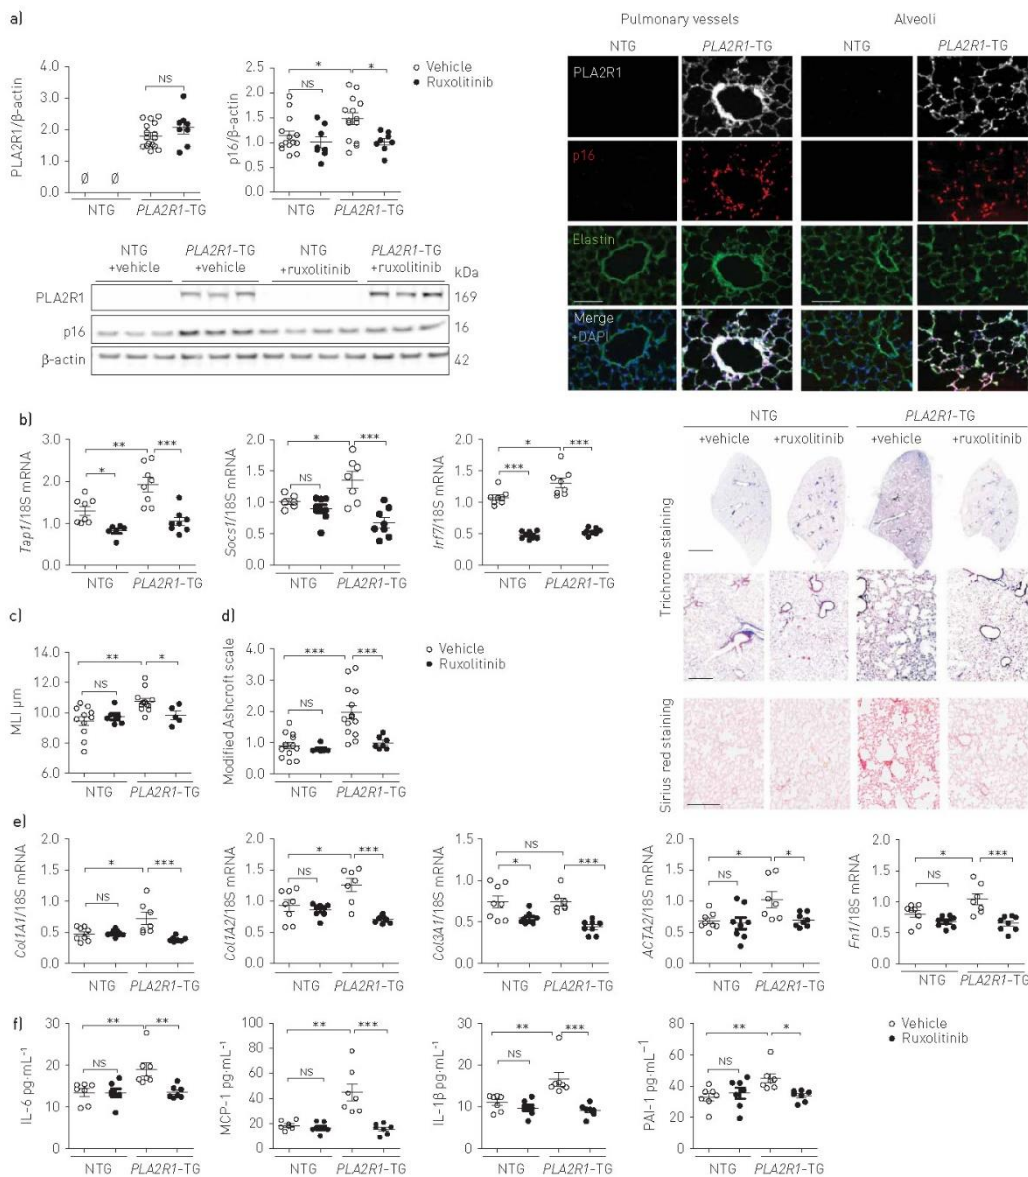 a)
PLA2R1/β-actin
4.0
3.0
2.0
1.0
0.0
Ø Ø
NS
NTG PLA2R1-TG
p16/β-actin
2.5
2.0
1.5
1.0
0.5
0.0
* *
NS
NTG PLA2R1-TG
Vehicle
Ruxolitinib
NTG
+vehicle
PLA2R1-TG
+vehicle
NTG
+ruxolitinib
PLA2R1-TG
+ruxolitinib
kDa
PLA2R1 169
p16 16
β-actin 42
Pulmonary vessels Alveoli
NTG PLA2R1-TG NTG PLA2R1-TG
PLA2R1
p16
Elastin
Merge
+DAPI
b)
Tap1/18S mRNA
3.0
2.0
1.0
0.0
** ***
*
NTG PLA2R1-TG
Socs1/18S mRNA
2.0
1.5
1.0
0.5
0.0
* ***
NS
NTG PLA2R1-TG
Irf7/18S mRNA
2.0
1.5
1.0
0.5
0.0
* ***
***
NTG PLA2R1-TG
NTG PLA2R1-TG
+vehicle +ruxolitinib +vehicle +ruxolitinib
Trichrome staining
Sirius red staining
c)
MLI µm
14.0
12.0
10.0
8.0
6.0
** *
NS
NTG PLA2R1-TG
d)
Modified Ashcroft scale
4.0
3.0
2.0
1.0
0.0
*** ***
NS
NTG PLA2R1-TG
Vehicle
Ruxolitinib
e)
Col1A1/18S mRNA
2.0
1.5
1.0
0.5
0.0
* ***
NS
NTG PLA2R1-TG
Col1A2/18S mRNA
2.0
1.5
1.0
0.5
0.0
* ***
NS
NTG PLA2R1-TG
Col3A1/18S mRNA
1.5
1.0
0.5
0.0
NS ***
*
NTG PLA2R1-TG
ACTA2/18S mRNA
2.0
1.5
1.0
0.5
0.0
* *
NS
NTG PLA2R1-TG
Fn1/18S mRNA
2.0
1.5
1.0
0.5
0.0
* ***
NS
NTG PLA2R1-TG
f)
IL-6 pg·mL−1
30
20
10
0
** **
NS
NTG PLA2R1-TG
MCP-1 pg·mL−1
100
80
60
40
20
0
** ***
NS
NTG PLA2R1-TG
IL-1β pg·mL−1
30
20
10
0
** ***
NS
NTG PLA2R1-TG
PAI-1 pg·mL−1
80
60
40
20
0
** *
NS
NTG PLA2R1-TG
Vehicle
Ruxolitinib